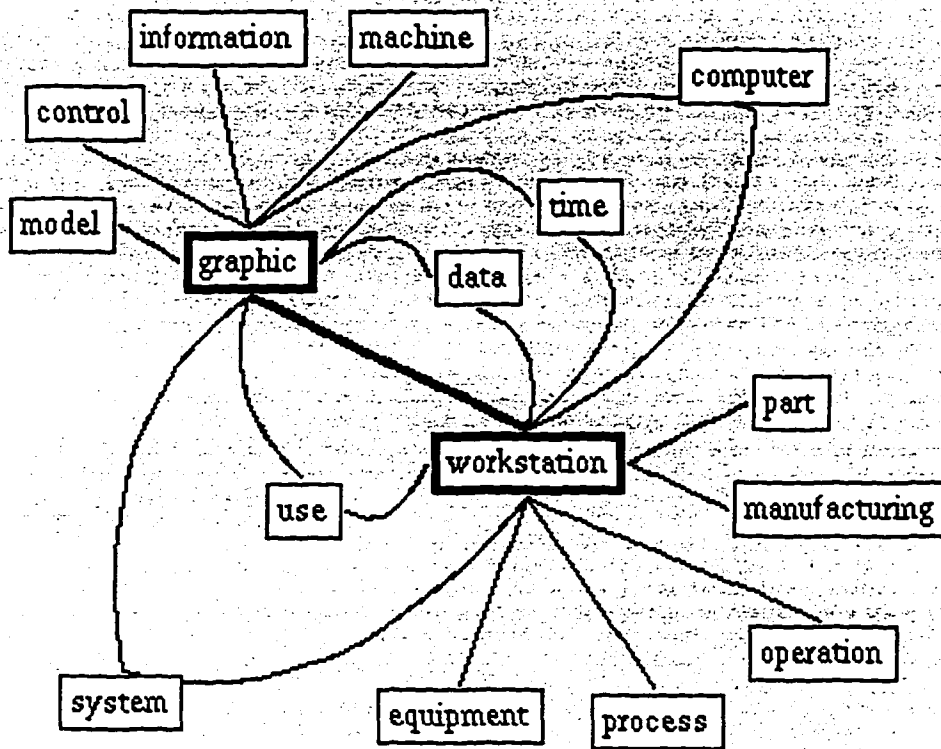 information
machine
computer
control
time
model
graphic
data
part
workstation
use
manufacturing
operation
system
equipment
process